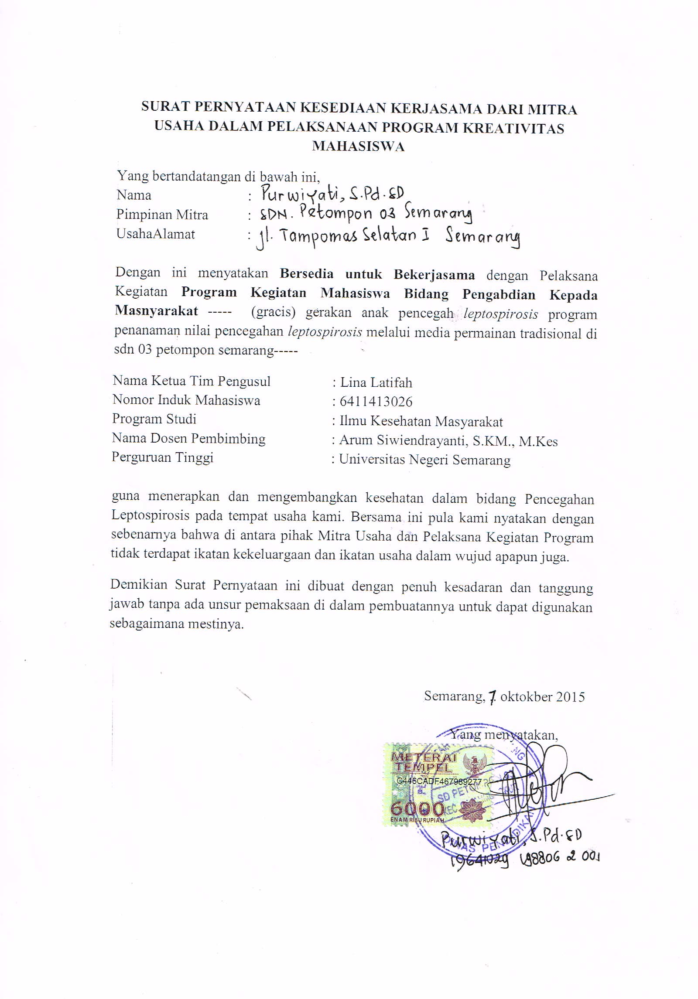 SURAT PERNYATAAN KESEDIAAN KERJASAMA DARI MITRA
USAHA DALAM PELAKSANAAN PROGRAM KREATIVITAS
MAHASISWA
Yang bertandatangan di bawah ini,
Nama : Purwiyati, S.Pd.SD
Pimpinan Mitra : SDN. Petompon 03 Semarang
UsahaAlamat : jl. Tampomas Selatan I Semarang
Dengan ini menyatakan Bersedia untuk Bekerjasama dengan Pelaksana
Kegiatan Program Kegiatan Mahasiswa Bidang Pengabdian Kepada
Masnyarakat ----- (gracis) gerakan anak pencegah leptospirosis program
penanaman nilai pencegahan leptospirosis melalui media permainan tradisional di
sdn 03 petompon semarang-----
Nama Ketua Tim Pengusul : Lina Latifah
Nomor Induk Mahasiswa : 6411413026
Program Studi : Ilmu Kesehatan Masyarakat
Nama Dosen Pembimbing : Arum Siwiendrayanti, S.KM., M.Kes
Perguruan Tinggi : Universitas Negeri Semarang
guna menerapkan dan mengembangkan kesehatan dalam bidang Pencegahan
Leptospirosis pada tempat usaha kami. Bersama ini pula kami nyatakan dengan
sebenarnya bahwa di antara pihak Mitra Usaha dan Pelaksana Kegiatan Program
tidak terdapat ikatan kekeluargaan dan ikatan usaha dalam wujud apapun juga.
Demikian Surat Pernyataan ini dibuat dengan penuh kesadaran dan tanggung
jawab tanpa ada unsur pemaksaan di dalam pembuatannya untuk dapat digunakan
sebagaimana mestinya.
Semarang, 7 oktokber 2015
Yang menyatakan,
METERAI
TEMPEL
C446CADF467989277
SD PETOMPON 03
KEC
6000
ENAM RIBU RUPIAH
DINAS PENDIDIKAN
Purwiyati, S.Pd.SD
19641029 198806 2 001